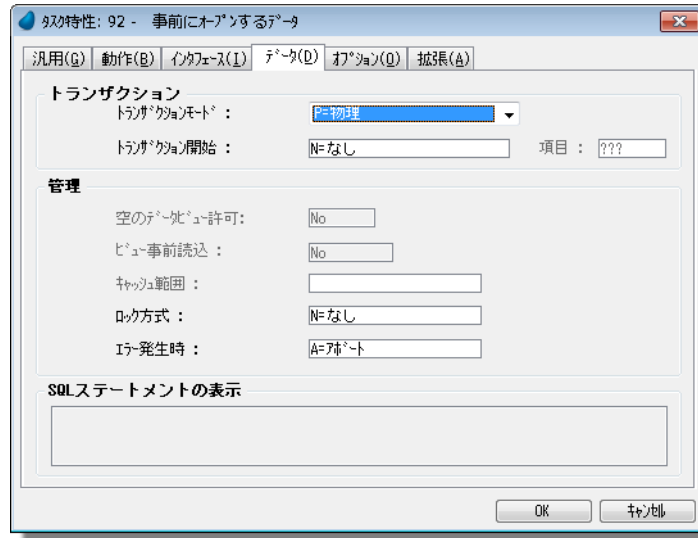 タスク特性: 92 - 事前にオープンするデータ
汎用(G) 動作(B) インタフェース(I) データ(D) オプション(O) 拡張(A)
トランザクション
トランザクションモード : P=物理
トランザクション開始 : N=なし 項目 : ???
管理
空のデータビュー許可: No
ビュー事前読込 : No
キャッシュ範囲 :
ロック方式 : N=なし
エラー発生時 : A=アボート
SQLステートメントの表示
OK キャンセル